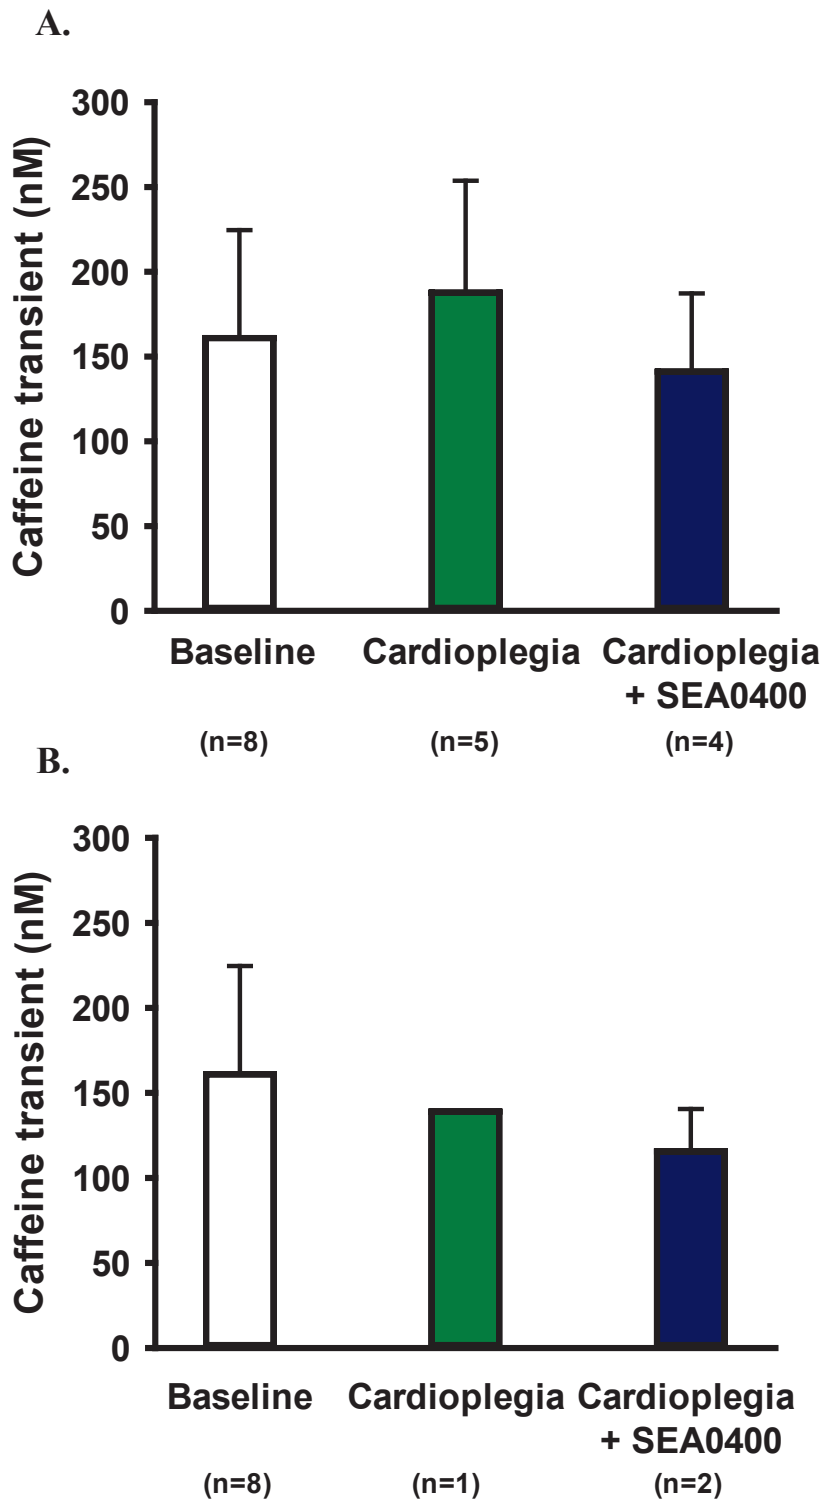 A.
Caffeine transient (nM)
300
250
200
150
100
50
0
Baseline Cardioplegia Cardioplegia
+ SEA0400
(n=8) (n=5) (n=4)
B.
Caffeine transient (nM)
300
250
200
150
100
50
0
Baseline Cardioplegia Cardioplegia
+ SEA0400
(n=8) (n=1) (n=2)